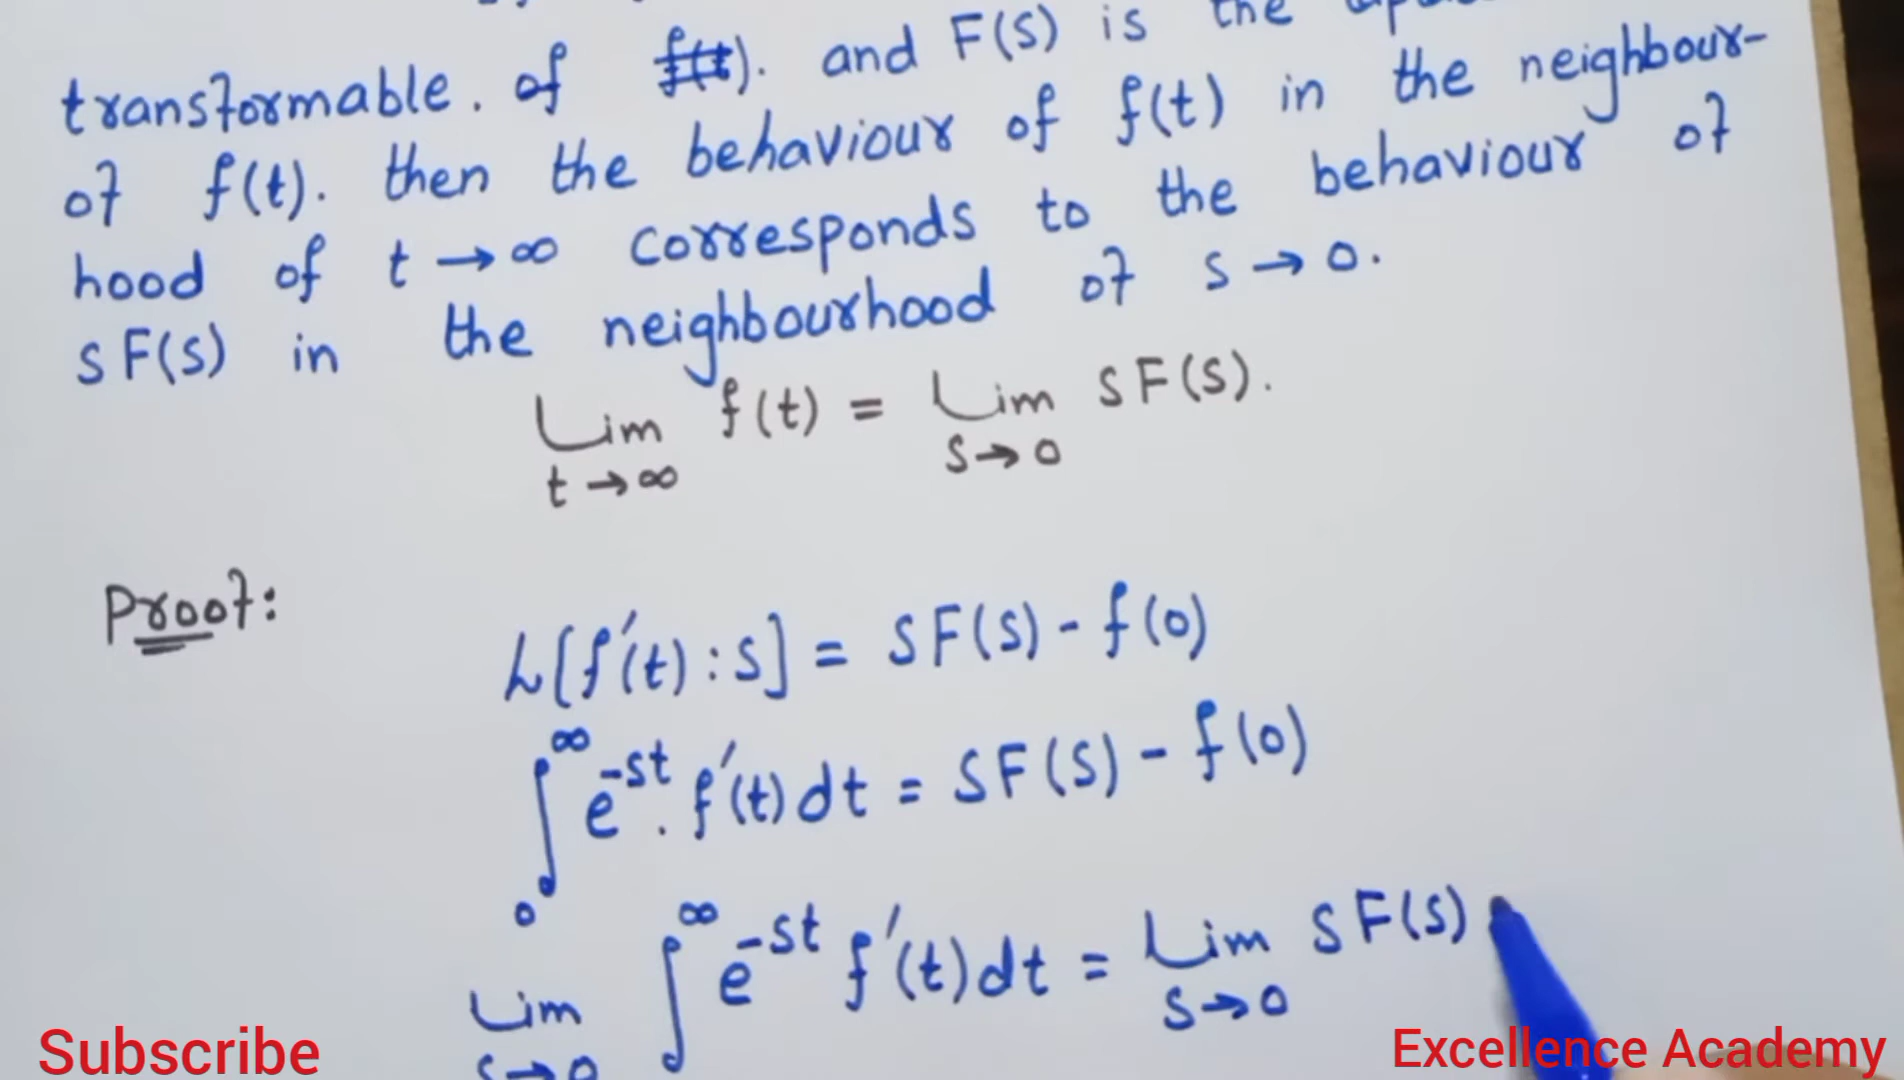 transformable. of f(t). and F(s) is the
of f(t). then the behaviour of f(t) in the neighbour-
hood of t → ∞ corresponds to the behaviour of
sF(s) in the neighbourhood of s → 0.
Lim f(t) = Lim sF(s).
t → ∞ s → 0
Proof:
L[f'(t) : s] = sF(s) - f(0)
∫₀^∞ e^-st . f'(t) dt = sF(s) - f(0)
Lim ∫^∞ e^-st f'(t) dt = Lim sF(s)
s → 0 s → 0
Subscribe
Excellence Academy